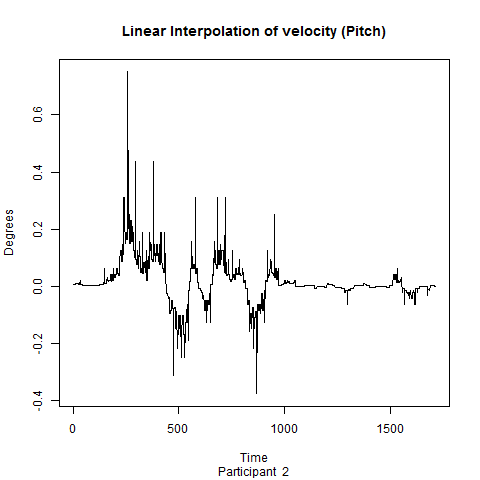 Linear Interpolation of velocity (Pitch)
Degrees
0.6
0.4
0.2
0.0
-0.2
-0.4
0 500 1000 1500
Time
Participant 2